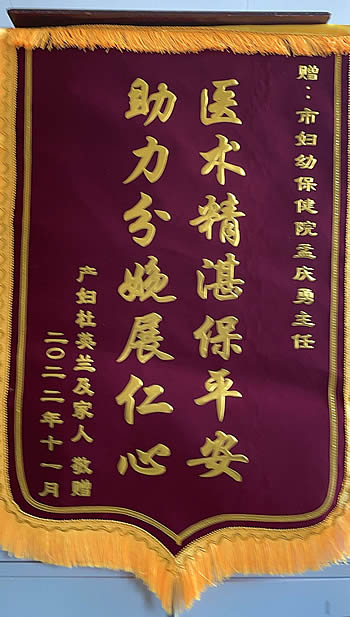 赠：市妇幼保健院孟庆勇主任
医术精湛保平安
助力分娩展仁心
产妇杜英兰及家人 敬赠
二〇二二年十一月